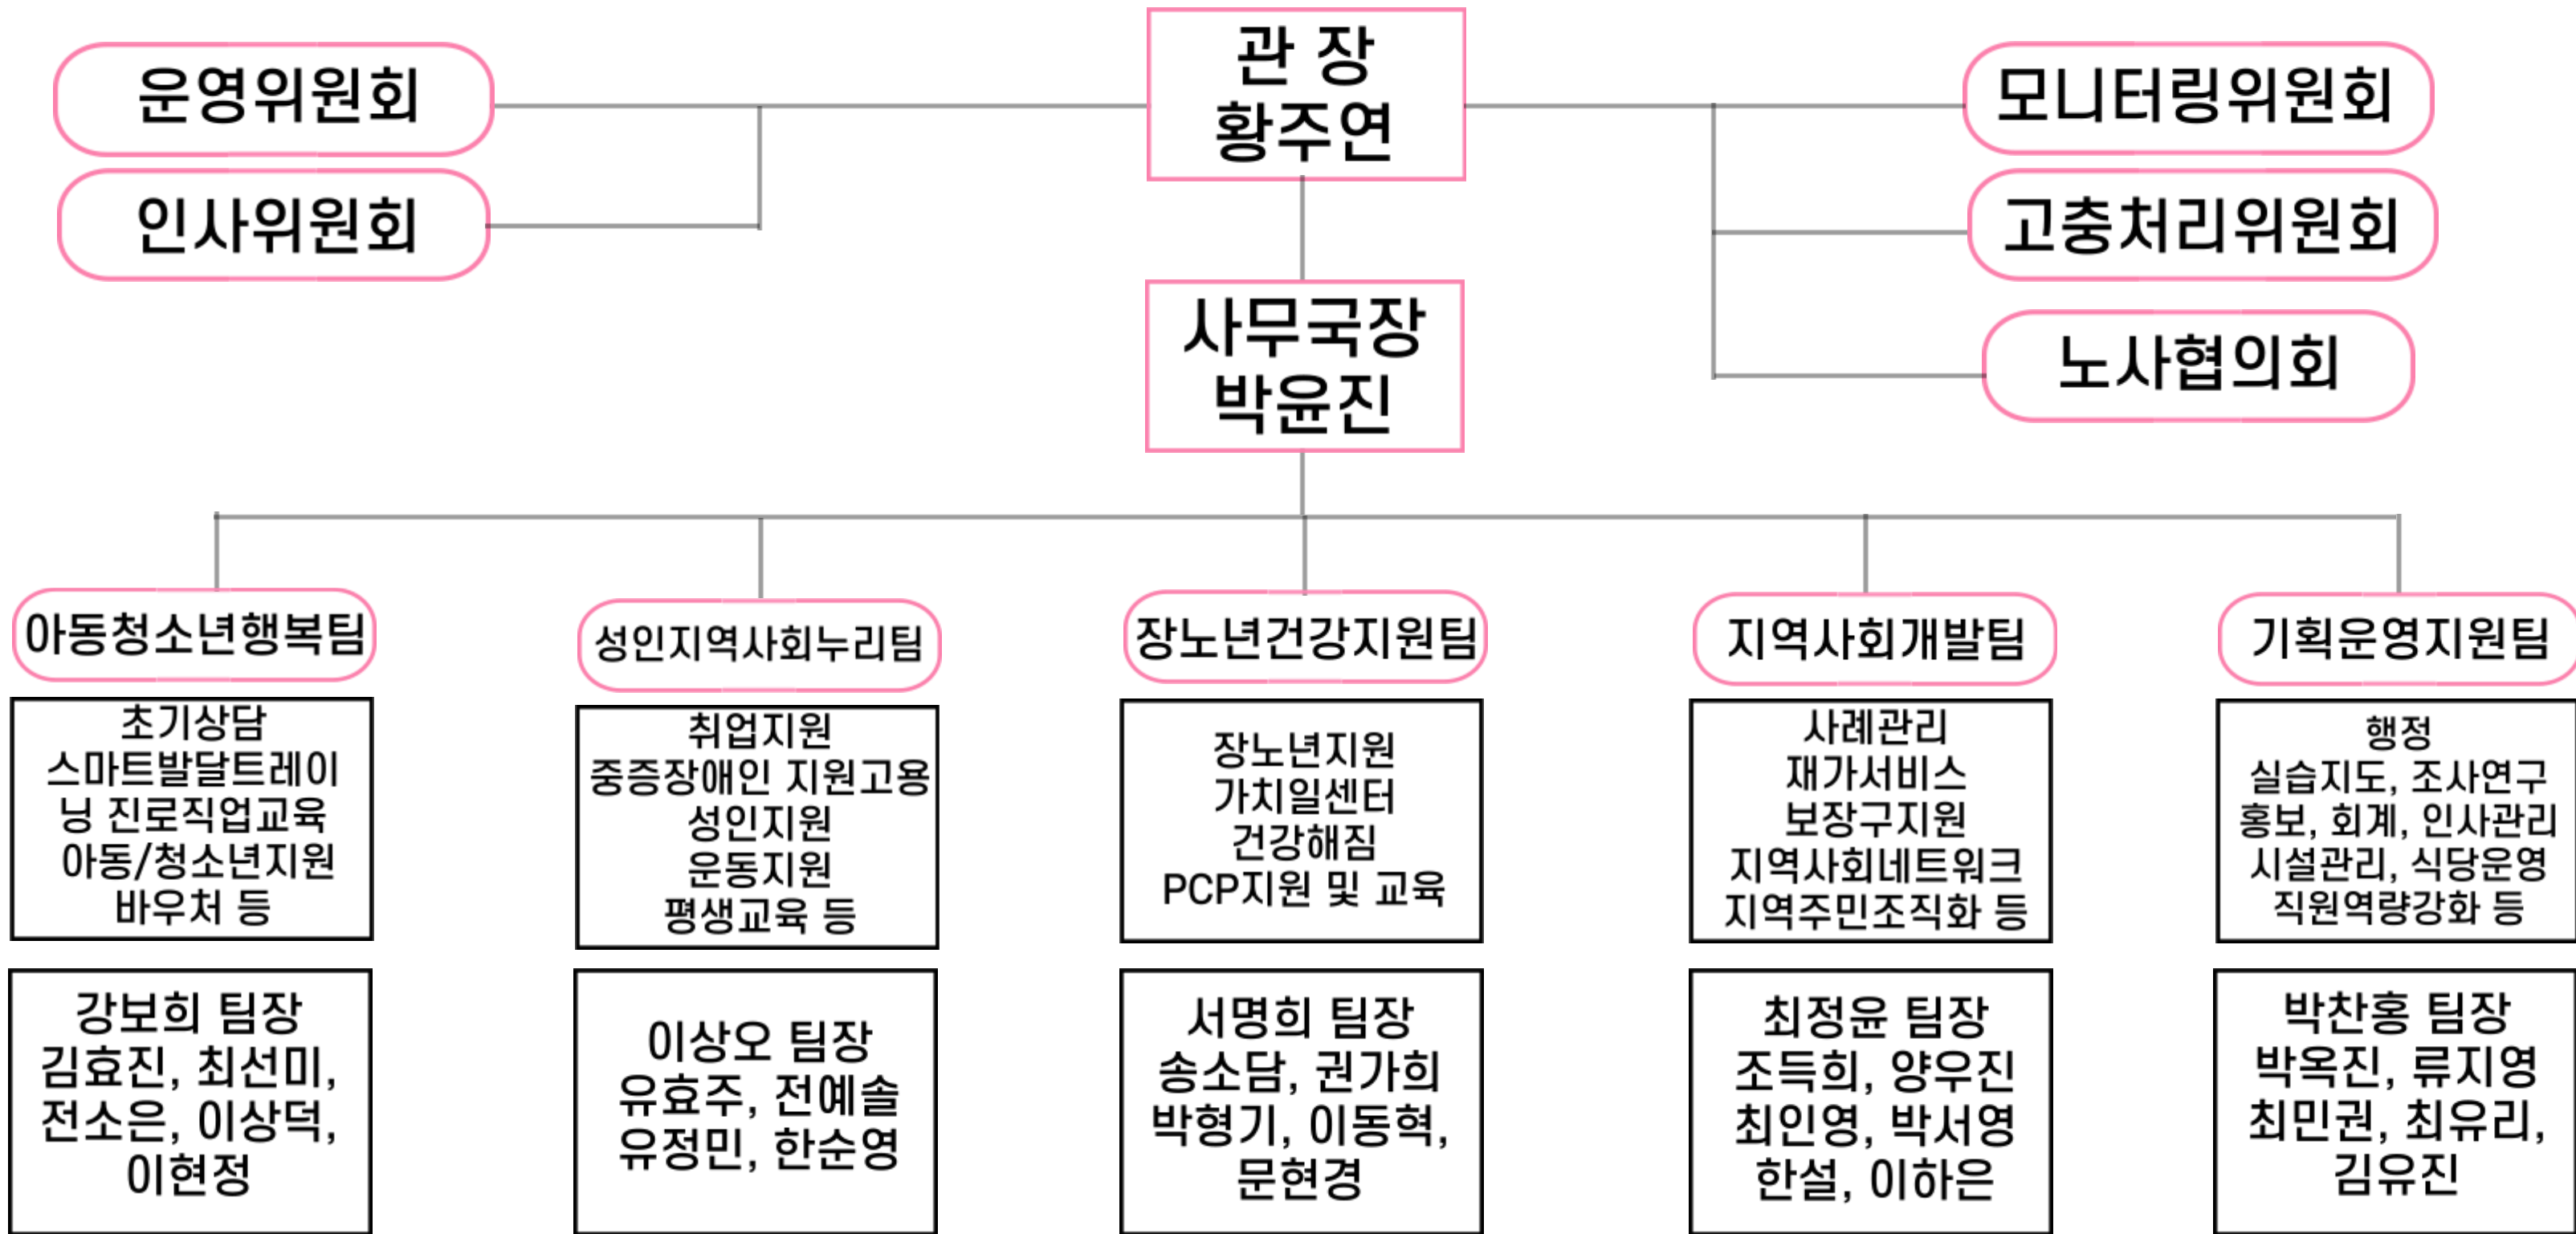 관 장
황주연
운영위원회
인사위원회
모니터링위원회
고충처리위원회
노사협의회
사무국장
박윤진
아동청소년행복팀
초기상담
스마트발달트레이
닝 진로직업교육
아동/청소년지원
바우처 등
강보희 팀장
김효진, 최선미,
전소은, 이상덕,
이현정
성인지역사회누리팀
취업지원
중증장애인 지원고용
성인지원
운동지원
평생교육 등
이상오 팀장
유효주, 전예솔
유정민, 한순영
장노년건강지원팀
장노년지원
가치일센터
건강해짐
PCP지원 및 교육
서명희 팀장
송소담, 권가희
박형기, 이동혁,
문현경
지역사회개발팀
사례관리
재가서비스
보장구지원
지역사회네트워크
지역주민조직화 등
최정윤 팀장
조득희, 양우진
최인영, 박서영
한설, 이하은
기획운영지원팀
행정
실습지도, 조사연구
홍보, 회계, 인사관리
시설관리, 식당운영
직원역량강화 등
박찬홍 팀장
박옥진, 류지영
최민권, 최유리,
김유진